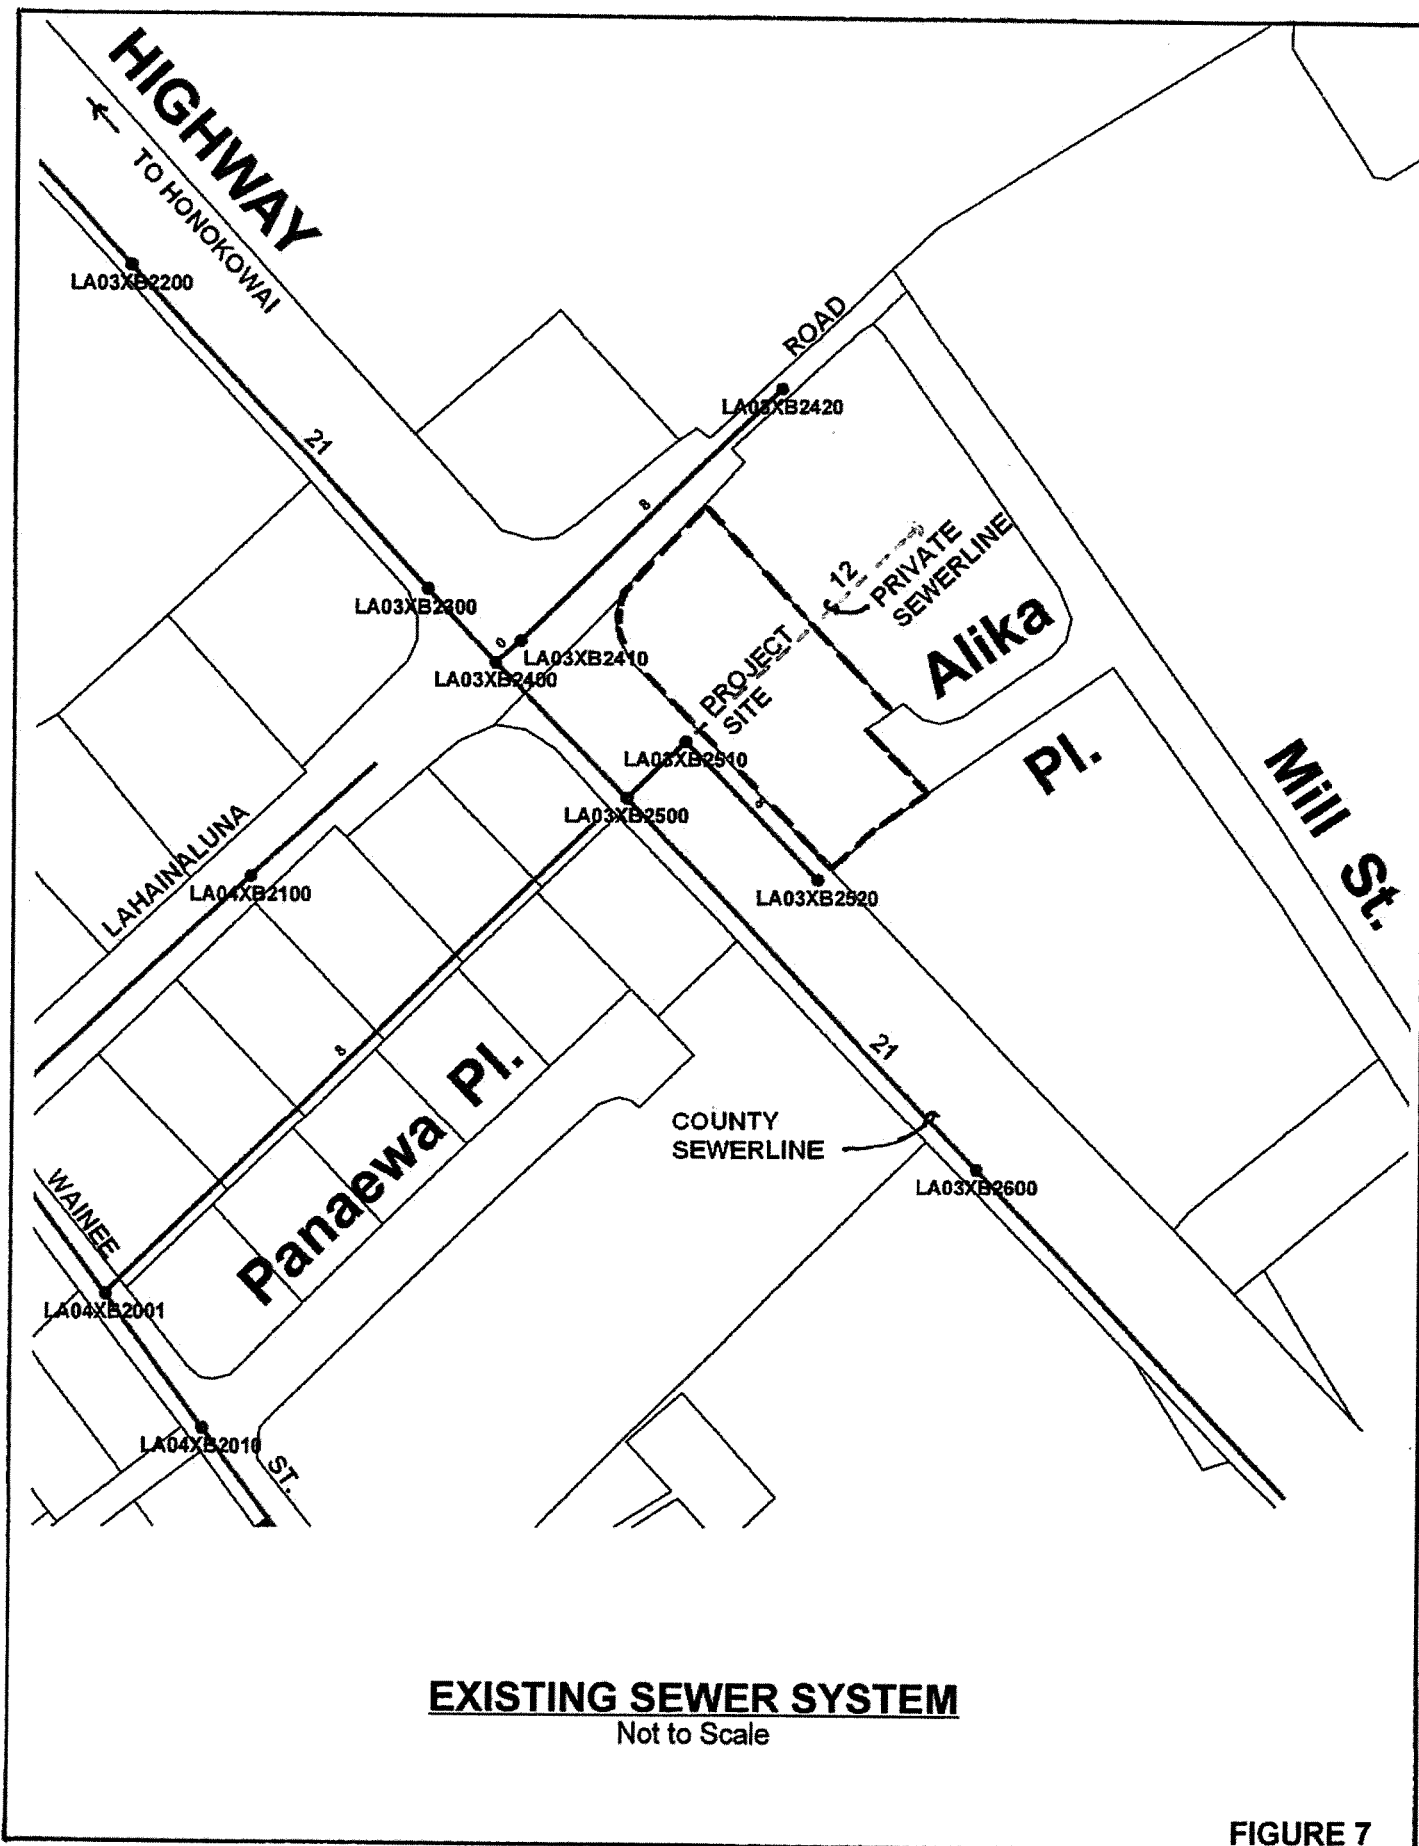 HIGHWAY
TO HONOKOWAI
LA03XB2200
21
ROAD
LA03XB2420
8
LA03XB2300
LA03XB2410
LA03XB2400
12
PRIVATE
SEWERLINE
PROJECT
SITE
Alika
Pl.
Mill St.
LA03XB2510
LA03XB2500
LA03XB2520
LAHAINALUNA
LA04XB2100
8
Panaewa Pl.
21
COUNTY
SEWERLINE
LA03XB2600
WAINEE
LA04XB2001
LA04XB2010
ST.
EXISTING SEWER SYSTEM
Not to Scale
FIGURE 7